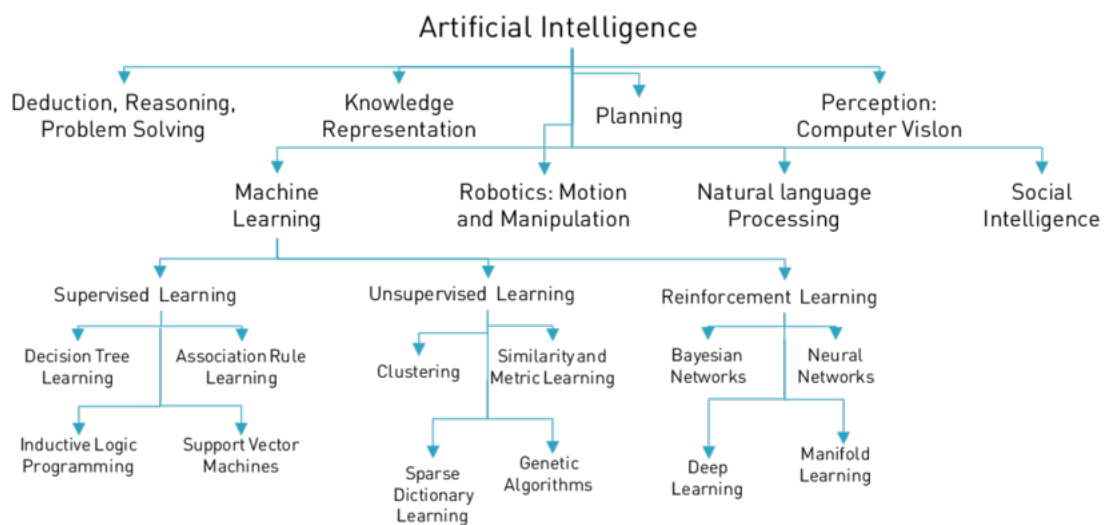 Artificial Intelligence
Deduction, Reasoning,
Problem Solving
Knowledge
Representation
Planning
Perception:
Computer Vislon
Machine
Learning
Robotics: Motion
and Manipulation
Natural language
Processing
Social
Intelligence
Supervised Learning
Unsupervised Learning
Reinforcement Learning
Decision Tree
Learning
Association Rule
Learning
Clustering
Similarity and
Metric Learning
Bayesian
Networks
Neural
Networks
Inductive Logic
Programming
Support Vector
Machines
Sparse
Dictionary
Learning
Genetic
Algorithms
Deep
Learning
Manifold
Learning